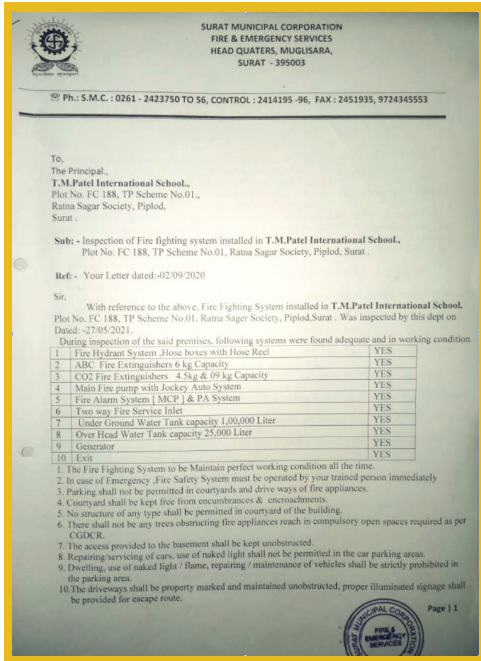 SURAT MUNICIPAL CORPORATION
FIRE & EMERGENCY SERVICES
HEAD QUATERS, MUGLISARA,
SURAT - 395003
☏ Ph.: S.M.C. : 0261 - 2423750 TO 56, CONTROL : 2414195 -96, FAX : 2451935, 9724345553
To,
The Principal.,
T.M.Patel International School.,
Plot No. FC 188, TP Scheme No.01.,
Ratna Sagar Society, Piplod,
Surat .
Sub: - Inspection of Fire fighting system installed in T.M.Patel International School.,
Plot No. FC 188, TP Scheme No.01, Ratna Sagar Society, Piplod, Surat .
Ref: - Your Letter dated:-02/09/2020
Sir,
With reference to the above, Fire Fighting System installed in T.M.Patel International School.
Plot No. FC 188, TP Scheme No.01, Ratna Sager Society, Piplod,Surat . Was inspected by this dept on
Dated: -27/05/2021.
During inspection of the said premises, following systems were found adequate and in working condition.
1 Fire Hydrant System ,Hose boxes with Hose Reel YES
2 ABC Fire Extinguishers 6 kg Capacity YES
3 CO2 Fire Extinguishers 4.5kg & 09 kg Capacity YES
4 Main Fire pump with Jockey Auto System YES
5 Fire Alarm System [ MCP ] & PA System YES
6 Two way Fire Service Inlet YES
7 Under Ground Water Tank capacity 1,00,000 Liter YES
8 Over Head Water Tank capacity 25,000 Liter YES
9 Generator YES
10 Exit YES
1. The Fire Fighting System to be Maintain perfect working condition all the time.
2. In case of Emergency ,Fire Safety System must be operated by your trained person immediately
3. Parking shall not be permitted in courtyards and drive ways of fire appliances.
4. Courtyard shall be kept free from encumbrances & encroachments.
5. No structure of any type shall be permitted in courtyard of the building.
6. There shall not be any trees obstructing fire appliances reach in compulsory open spaces required as per
CGDCR.
7. The access provided to the basement shall be kept unobstructed.
8. Repairing/servicing of cars, use of naked light shall not be permitted in the car parking areas.
9. Dwelling, use of naked light / flame, repairing / maintenance of vehicles shall be strictly prohibited in
the parking area.
10.The driveways shall be property marked and maintained unobstructed, proper illuminated signage shall
be provided for escape route.
Page | 1
SURAT MUNICIPAL CORPORATION
FIRE &
EMERGENCY
SERVICES